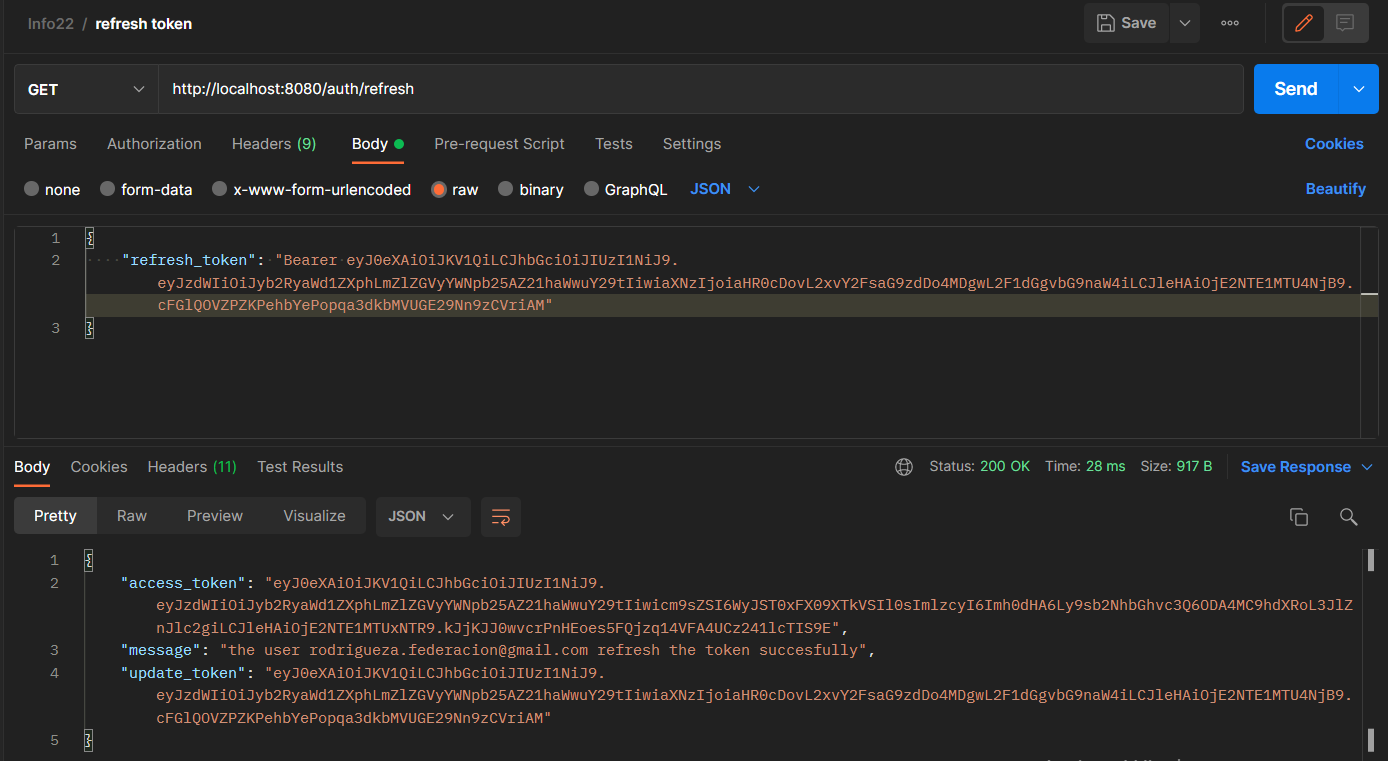 Info22 / refresh token
Save
GET
http://localhost:8080/auth/refresh
Send
Params Authorization Headers (9) Body Pre-request Script Tests Settings Cookies
none form-data x-www-form-urlencoded raw binary GraphQL JSON Beautify
1 {
2 "refresh_token": "Bearer eyJ0eXAiOiJKV1QiLCJhbGciOiJIUzI1NiJ9.
eyJzdWIiOiJyb2RyaWd1ZXphLmZlZGVyYWNpb25AZ21haWwuY29tIiwiaXNzIjoiaHR0cDovL2xvY2FsaG9zdDo4MDgwL2F1dGgvbG9naW4iLCJleHAiOjE2NTE1MTU4NjB9.
cFGlQOVZPZKPehbYePopqa3dkbMVUGE29Nn9zCVriAM"
3 }
Body Cookies Headers (11) Test Results Status: 200 OK Time: 28 ms Size: 917 B Save Response
Pretty Raw Preview Visualize JSON
1 {
2 "access_token": "eyJ0eXAiOiJKV1QiLCJhbGciOiJIUzI1NiJ9.
eyJzdWIiOiJyb2RyaWd1ZXphLmZlZGVyYWNpb25AZ21haWwuY29tIiwicm9sZSI6WyJST0xFX09XTkVSIl0sImlzcyI6Imh0dHA6Ly9sb2NhbGhvc3Q6ODA4MC9hdXRoL3JlZ
nJlc2giLCJleHAiOjE2NTE1MTUxNTR9.kJjKJJ0wvcrPnHEoes5FQjzq14VFA4UCz241lcTIS9E",
3 "message": "the user rodrigueza.federacion@gmail.com refresh the token succesfully",
4 "update_token": "eyJ0eXAiOiJKV1QiLCJhbGciOiJIUzI1NiJ9.
eyJzdWIiOiJyb2RyaWd1ZXphLmZlZGVyYWNpb25AZ21haWwuY29tIiwiaXNzIjoiaHR0cDovL2xvY2FsaG9zdDo4MDgwL2F1dGgvbG9naW4iLCJleHAiOjE2NTE1MTU4NjB9.
cFGlQOVZPZKPehbYePopqa3dkbMVUGE29Nn9zCVriAM"
5 }